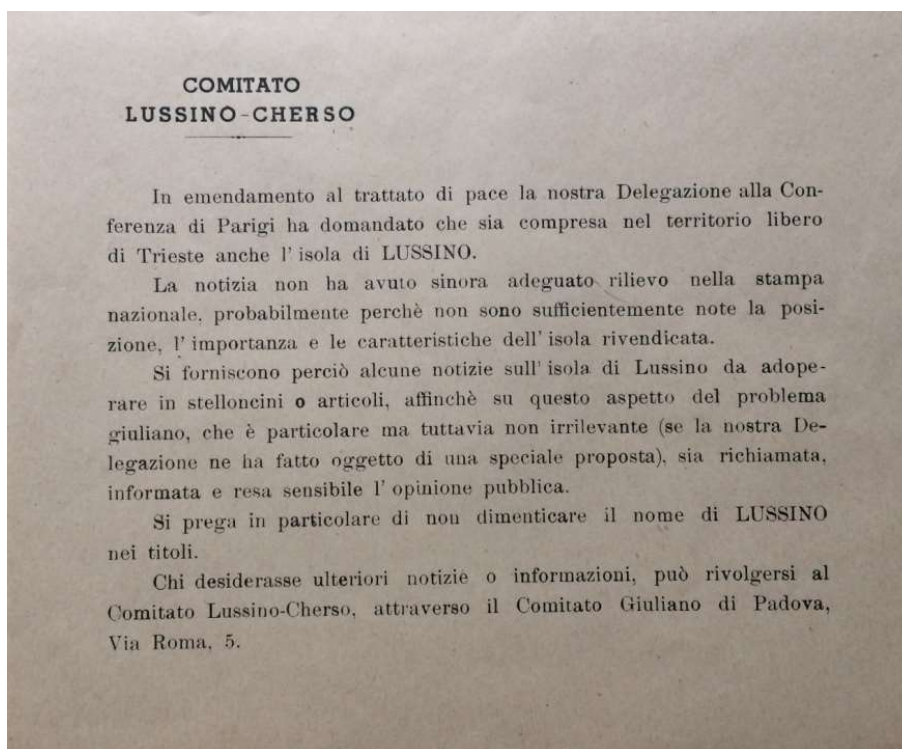 COMITATO
LUSSINO-CHERSO
In emendamento al trattato di pace la nostra Delegazione alla Con-
ferenza di Parigi ha domandato che sia compresa nel territorio libero
di Trieste anche l' isola di LUSSINO.
La notizia non ha avuto sinora adeguato rilievo nella stampa
nazionale, probabilmente perchè non sono sufficientemente note la posi-
zione, l' importanza e le caratteristiche dell' isola rivendicata.
Si forniscono perciò alcune notizie sull' isola di Lussino da adope-
rare in stelloncini o articoli, affinchè su questo aspetto del problema
giuliano, che è particolare ma tuttavia non irrilevante (se la nostra De-
legazione ne ha fatto oggetto di una speciale proposta), sia richiamata,
informata e resa sensibile l' opinione pubblica.
Si prega in particolare di non dimenticare il nome di LUSSINO
nei titoli.
Chi desiderasse ulteriori notizie o informazioni, può rivolgersi al
Comitato Lussino-Cherso, attraverso il Comitato Giuliano di Padova,
Via Roma, 5.